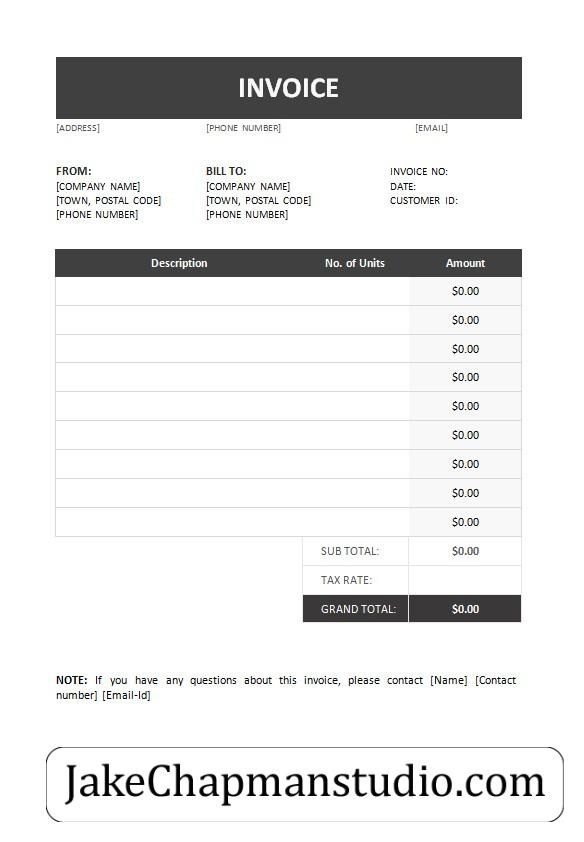 INVOICE
[ADDRESS] [PHONE NUMBER] [EMAIL]
FROM: BILL TO: INVOICE NO:
[COMPANY NAME] [COMPANY NAME] DATE:
[TOWN, POSTAL CODE] [TOWN, POSTAL CODE] CUSTOMER ID:
[PHONE NUMBER] [PHONE NUMBER]
Description No. of Units Amount
$0.00
$0.00
$0.00
$0.00
$0.00
$0.00
$0.00
$0.00
$0.00
SUB TOTAL: $0.00
TAX RATE:
GRAND TOTAL: $0.00
NOTE: If you have any questions about this invoice, please contact [Name] [Contact
number] [Email-Id]
JakeChapmanstudio.com